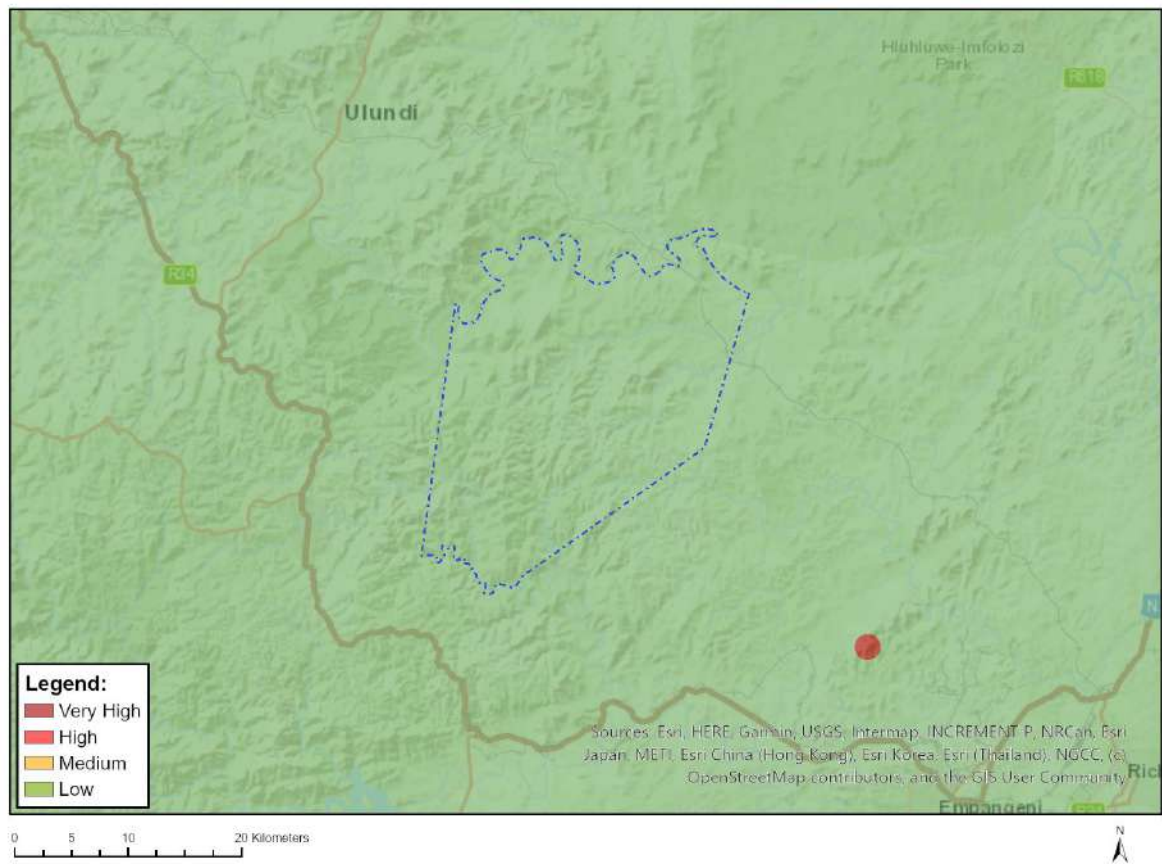 Hluhluwe-Imfolozi
Park
R618
Ulundi
R34
N
Legend:
Very High
High
Medium
Low
Sources: Esri, HERE, Garmin, USGS, Intermap, INCREMENT P, NRCan, Esri
Japan, METI, Esri China (Hong Kong), Esri Korea, Esri (Thailand), NGCC, (c)
OpenStreetMap contributors, and the GIS User Community
Rich
Empangeni
0 5 10 20 Kilometers
N